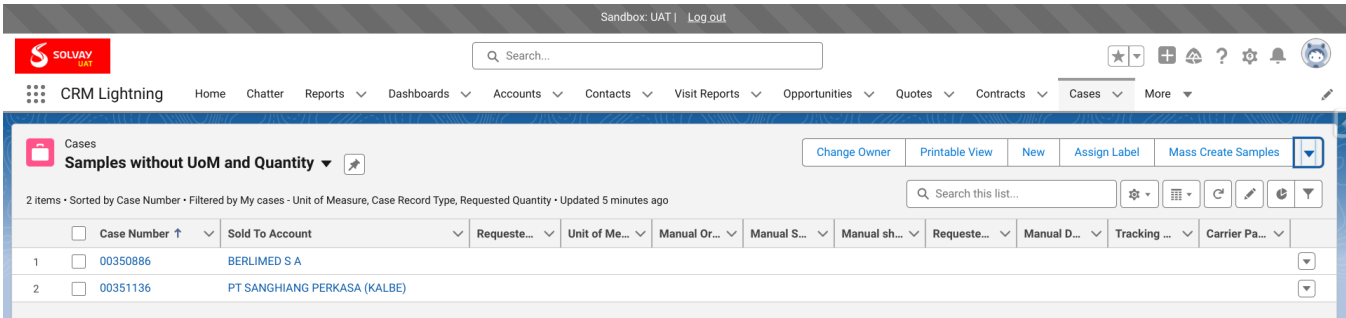 Sandbox: UAT | Log out
SOLVAY
UAT
Search...
CRM Lightning Home Chatter Reports Dashboards Accounts Contacts Visit Reports Opportunities Quotes Contracts Cases More
Cases
Samples without UoM and Quantity
Change Owner Printable View New Assign Label Mass Create Samples
2 items • Sorted by Case Number • Filtered by My cases - Unit of Measure, Case Record Type, Requested Quantity • Updated 5 minutes ago
Search this list...
Case Number Sold To Account Requeste... Unit of Me... Manual Or... Manual S... Manual sh... Requeste... Manual D... Tracking ... Carrier Pa...
1 00350886 BERLIMED S A
2 00351136 PT SANGHIANG PERKASA (KALBE)